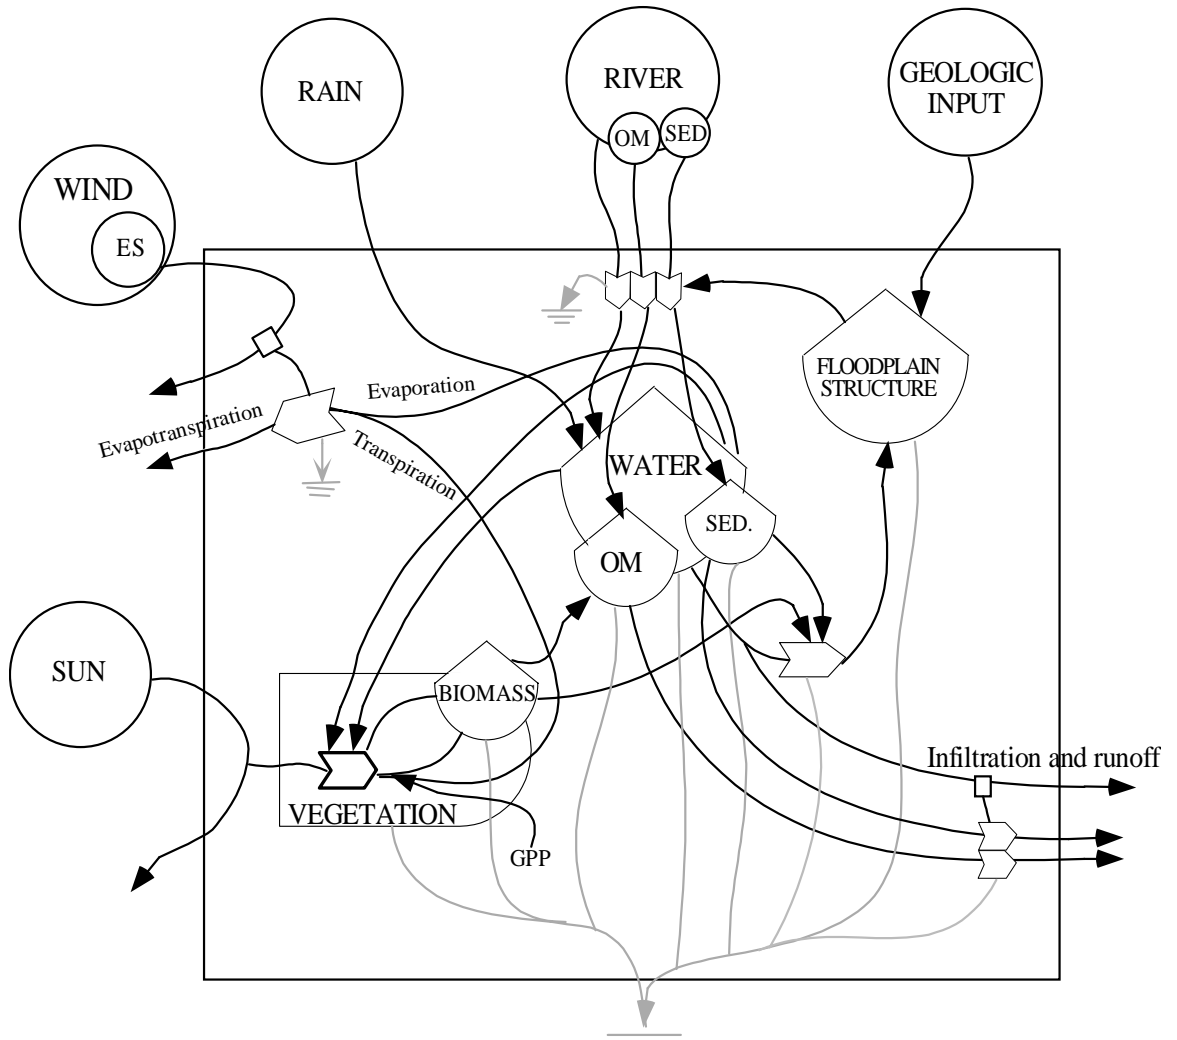 RAIN
RIVER
OM
SED
GEOLOGIC
INPUT
WIND
ES
Evaporation
Evapotranspiration
Transpiration
FLOODPLAIN
STRUCTURE
WATER
SED.
OM
SUN
BIOMASS
VEGETATION
GPP
Infiltration and runoff